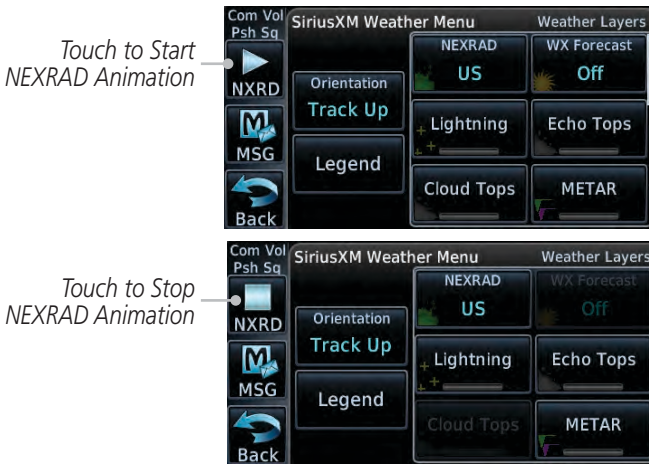 Touch to Start
NEXRAD Animation
Com Vol
Psh Sq
SiriusXM Weather Menu
Weather Layers
NXRD
MSG
Back
Orientation
Track Up
Legend
NEXRAD
US
WX Forecast
Off
Lightning
Echo Tops
Cloud Tops
METAR
Touch to Stop
NEXRAD Animation
Com Vol
Psh Sq
SiriusXM Weather Menu
Weather Layers
NXRD
MSG
Back
Orientation
Track Up
Legend
NEXRAD
US
WX Forecast
Off
Lightning
Echo Tops
Cloud Tops
METAR